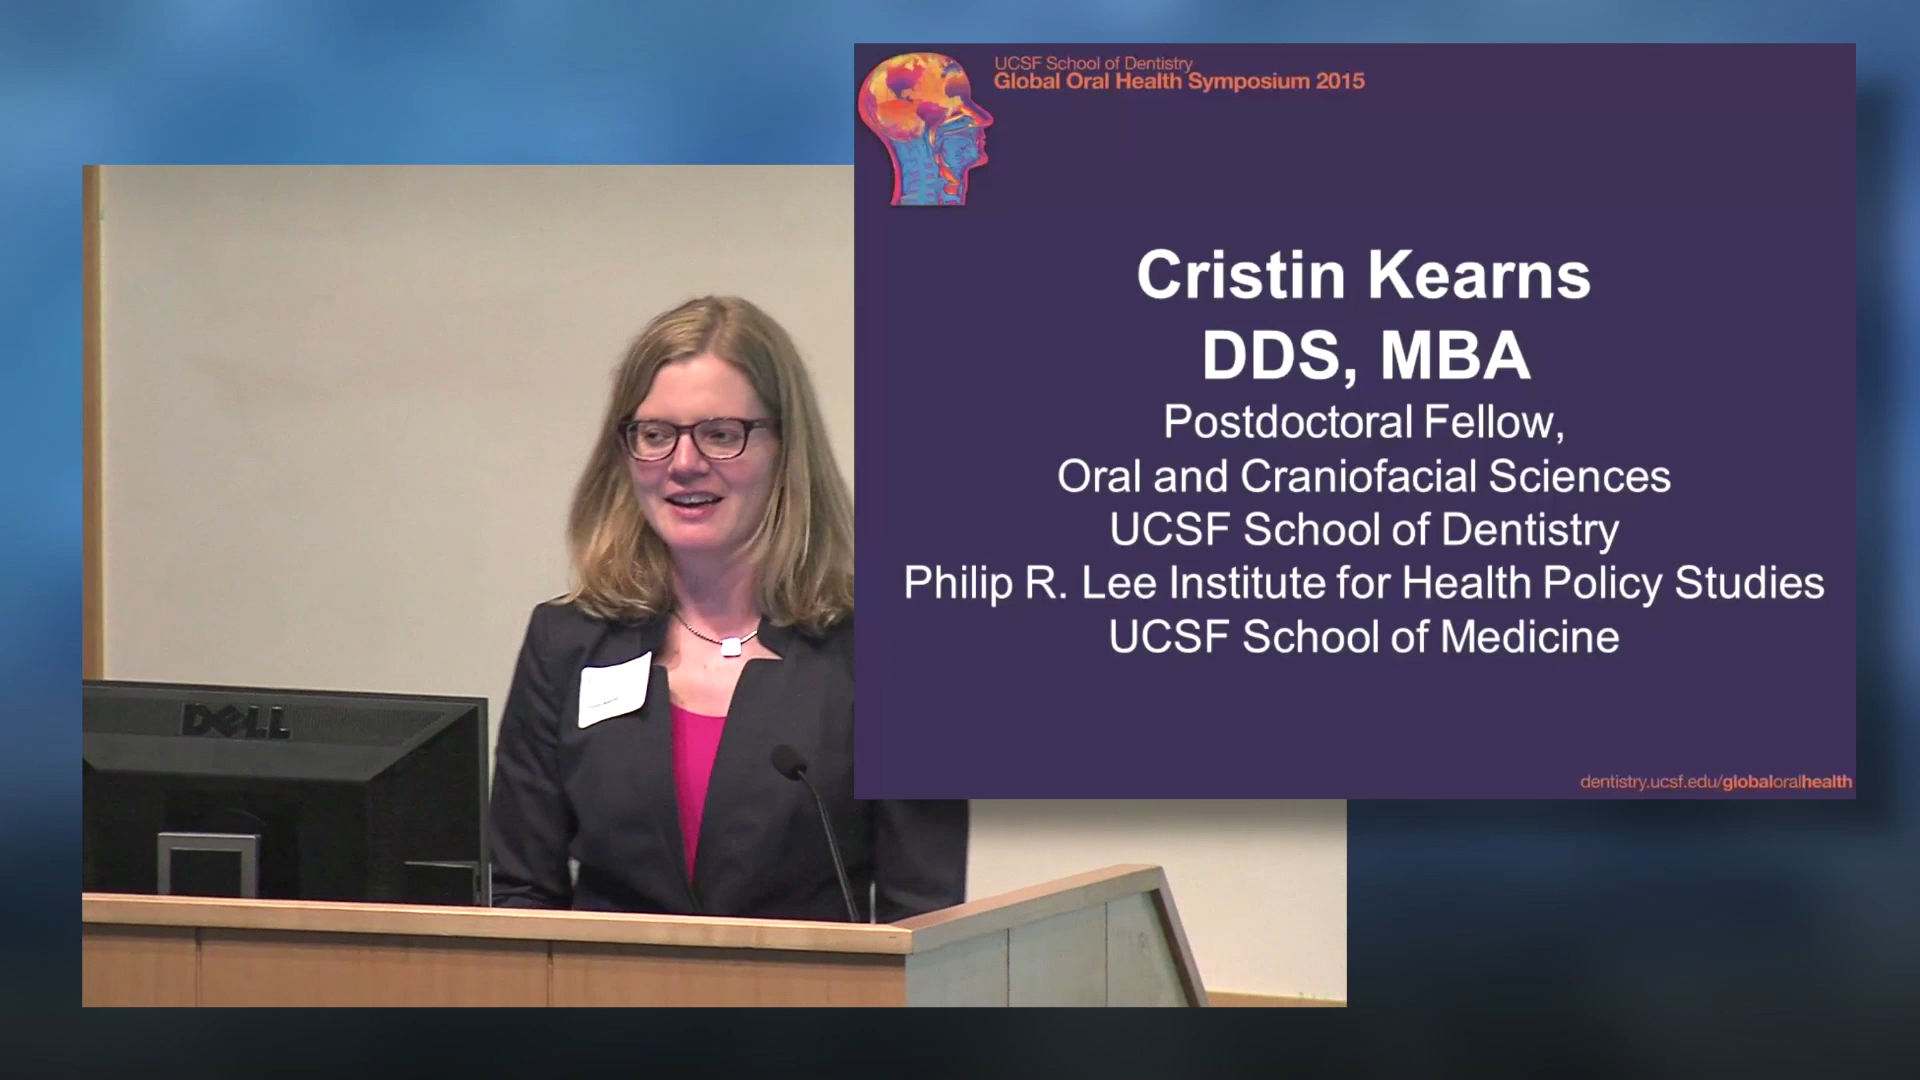 UCSF School of Dentistry
Global Oral Health Symposium 2015
Cristin Kearns
DDS, MBA
Postdoctoral Fellow,
Oral and Craniofacial Sciences
UCSF School of Dentistry
Philip R. Lee Institute for Health Policy Studies
UCSF School of Medicine
dentistry.ucsf.edu/globaloralhealth
DELL